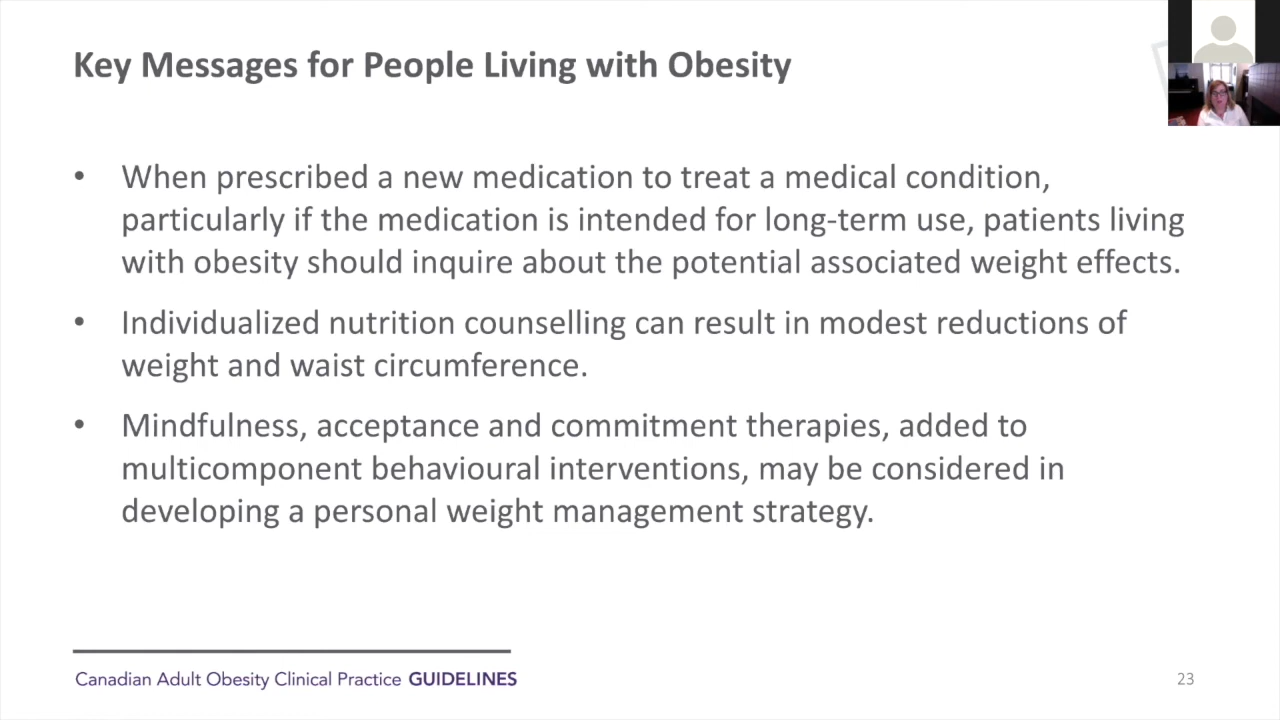 Key Messages for People Living with Obesity
• When prescribed a new medication to treat a medical condition,
particularly if the medication is intended for long-term use, patients living
with obesity should inquire about the potential associated weight effects.
• Individualized nutrition counselling can result in modest reductions of
weight and waist circumference.
• Mindfulness, acceptance and commitment therapies, added to
multicomponent behavioural interventions, may be considered in
developing a personal weight management strategy.
Canadian Adult Obesity Clinical Practice GUIDELINES
23